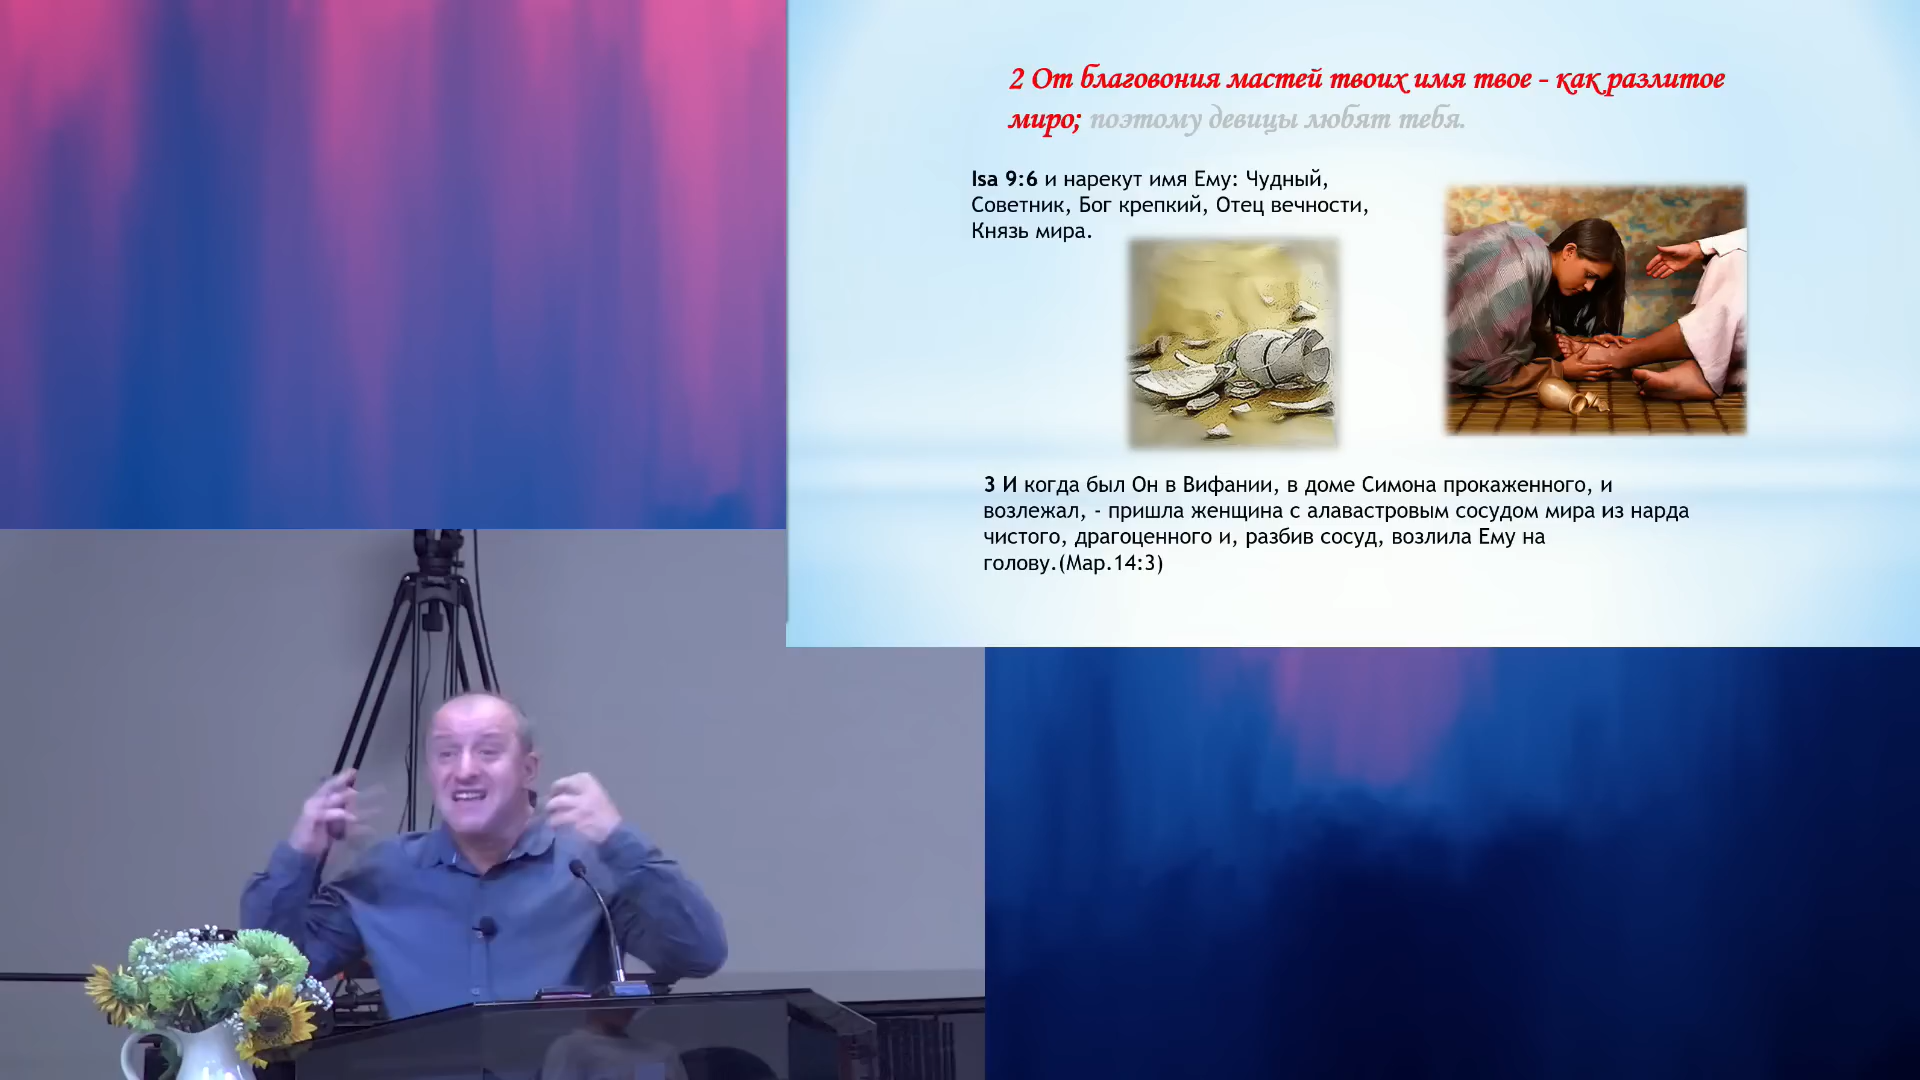 2 От благовония мастей твоих имя твое - как разлитое
миро; поэтому девицы любят тебя.
Isa 9:6 и нарекут имя Ему: Чудный,
Советник, Бог крепкий, Отец вечности,
Князь мира.
3 И когда был Он в Вифании, в доме Симона прокаженного, и
возлежал, - пришла женщина с алавастровым сосудом мира из нарда
чистого, драгоценного и, разбив сосуд, возлила Ему на
голову.(Мар.14:3)